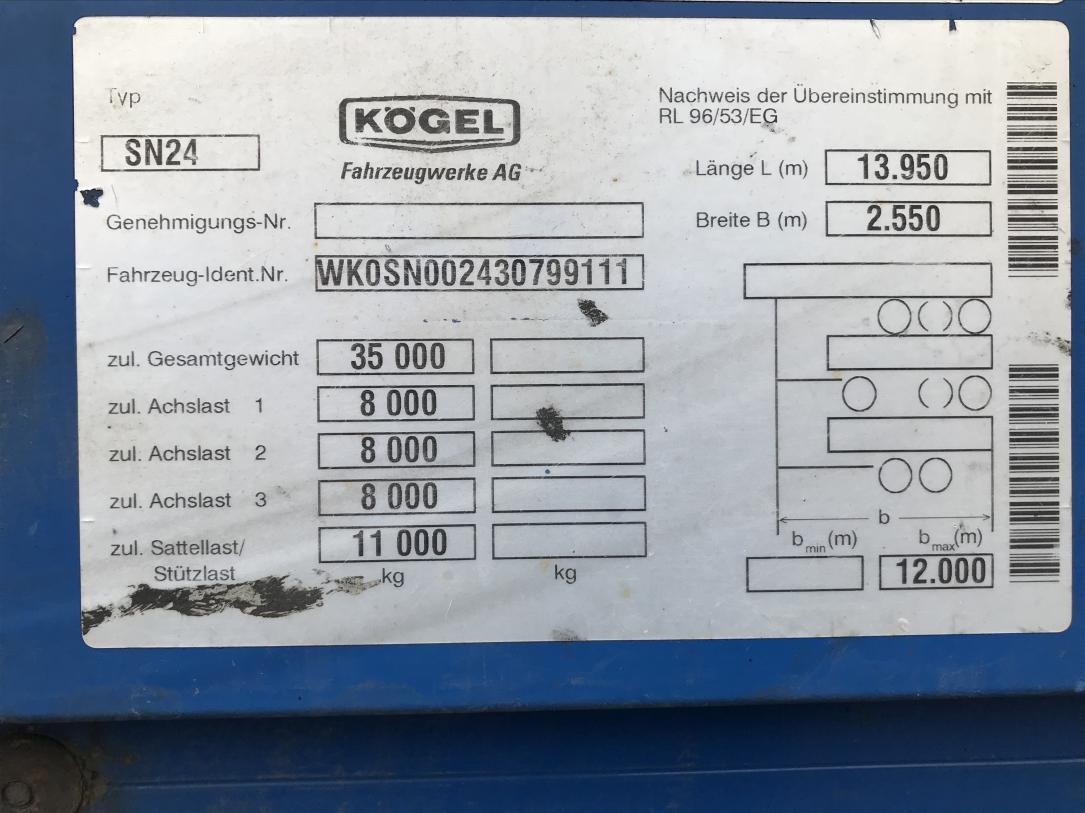 Typ
SN24
KÖGEL
Fahrzeugwerke AG
Genehmigungs-Nr.
Fahrzeug-Ident.Nr. WK0SN002430799111
zul. Gesamtgewicht 35 000
zul. Achslast 1 8 000
zul. Achslast 2 8 000
zul. Achslast 3 8 000
zul. Sattellast/ 11 000
Stützlast kg kg
Nachweis der Übereinstimmung mit
RL 96/53/EG
Länge L (m) 13.950
Breite B (m) 2.550
b
b min (m) b max (m)
12.000